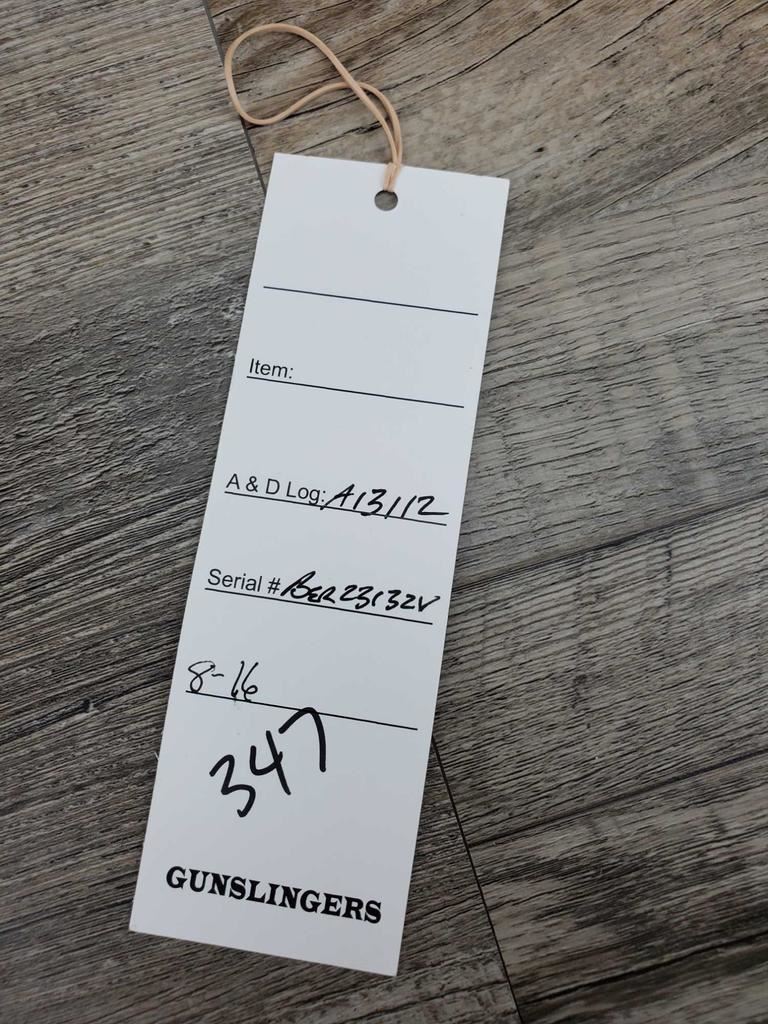 Item:
A & D Log: A13112
Serial # BER23132V
8-16
347
GUNSLINGERS